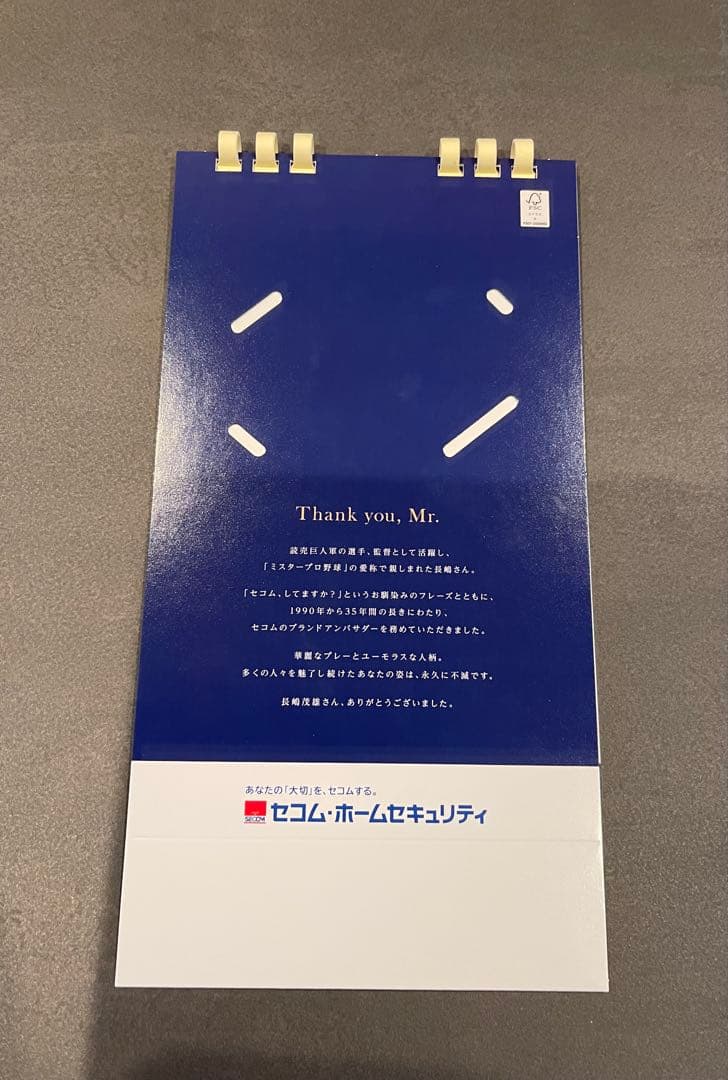 FSC
Thank you, Mr.
読売巨人軍の選手、監督として活躍し、
「ミスタープロ野球」の愛称で親しまれた長嶋さん。
「セコム、してますか？」というお馴染みのフレーズとともに、
1990年から35年間の長きにわたり、
セコムのブランドアンバサダーを務めていただきました。
華麗なプレーとユーモラスな人柄。
多くの人々を魅了し続けたあなたの姿は、永久に不滅です。
長嶋茂雄さん、ありがとうございました。
あなたの「大切」を、セコムする。
SECOM セコム・ホームセキュリティ